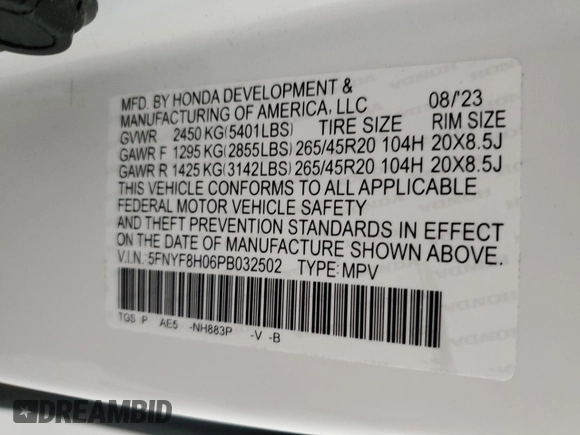 MFD. BY HONDA DEVELOPMENT &
MANUFACTURING OF AMERICA, LLC 08/'23
GVWR 2450 KG(5401LBS) TIRE SIZE RIM SIZE
GAWR F 1295 KG(2855LBS) 265/45R20 104H 20X8.5J
GAWR R 1425 KG(3142LBS) 265/45R20 104H 20X8.5J
THIS VEHICLE CONFORMS TO ALL APPLICABLE
FEDERAL MOTOR VEHICLE SAFETY
AND THEFT PREVENTION STANDARDS IN EFFECT
ON THE DATE OF MANUFACTURE SHOWN ABOVE.
V.I.N.:5FNYF8H06PB032502 TYPE:MPV
TGS P AE5 -NH883P -V -B
HONDA
DREAMBID